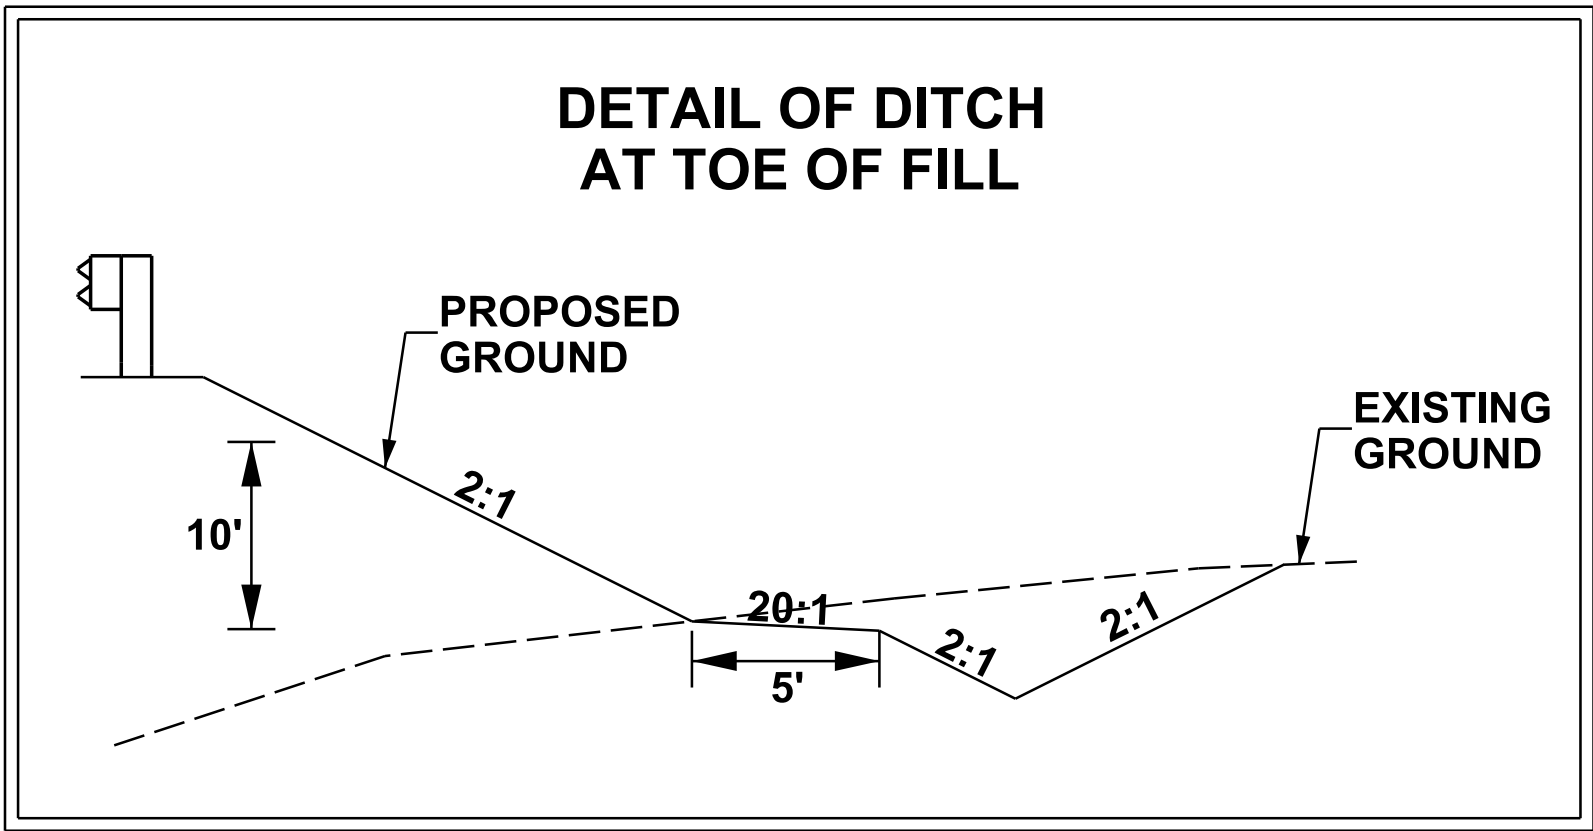 DETAIL OF DITCH
AT TOE OF FILL
PROPOSED
GROUND
EXISTING
GROUND
2:1
10'
20:1
2:1
2:1
5'